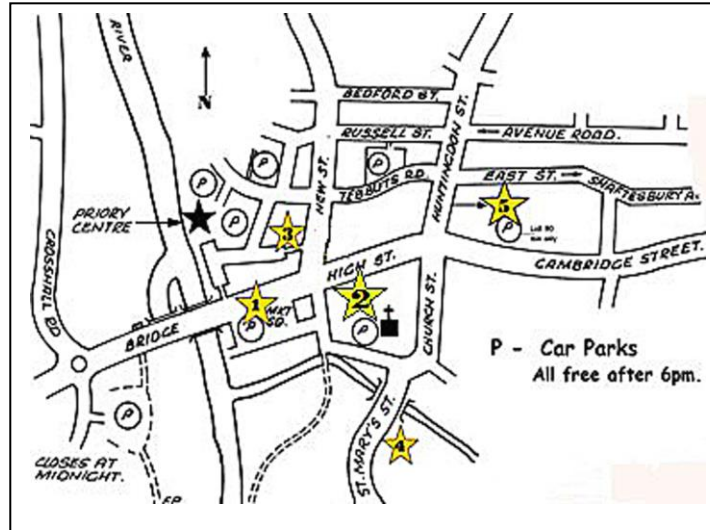 RIVER
N
BEDFORD ST.
RUSSELL ST.
← AVENUE ROAD.
HUNTINGDON ST.
NEW ST.
TEBBUTS RD.
EAST ST. →
SHAFTESBURY A.
P
P
P
P
P
P
P
P
PRIORY
CENTRE
CROSSHALL RD
1
2
3
4
5
HIGH ST.
CAMBRIDGE STREET.
MKT
SQ.
BRIDGE
CHURCH ST.
ST. MARY'S ST.
P - Car Parks
All free after 6pm.
CLOSES AT
MIDNIGHT.